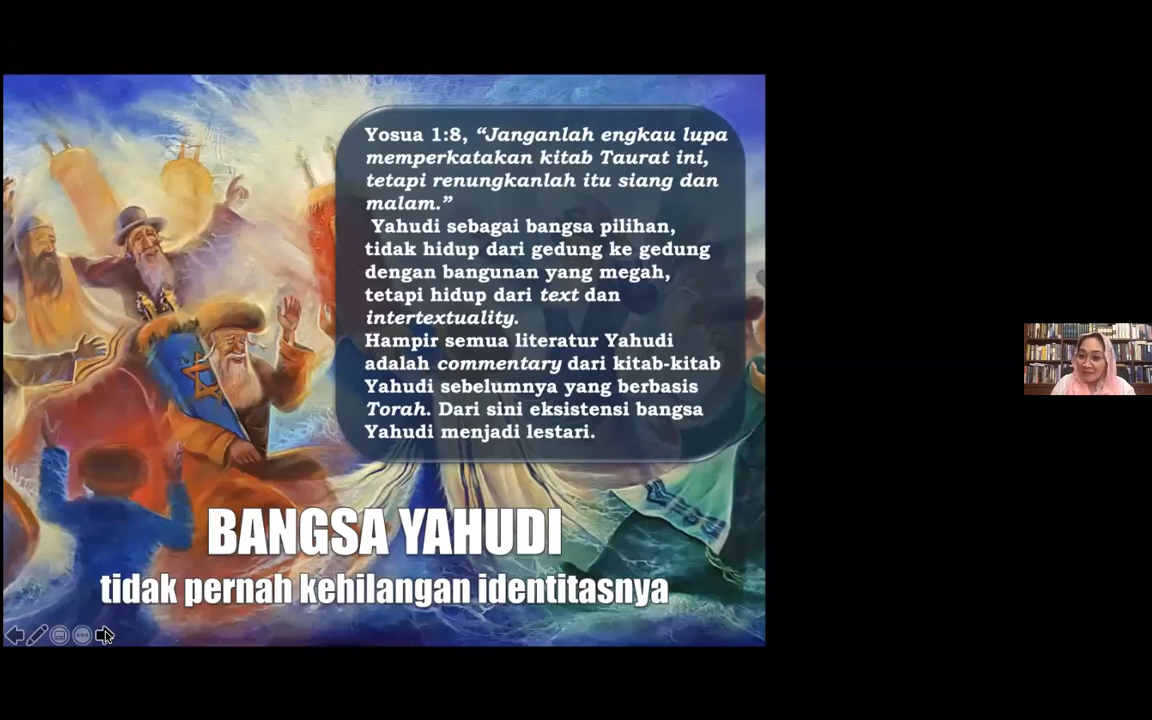 Yosua 1:8, “Janganlah engkau lupa
memperkatakan kitab Taurat ini,
tetapi renungkanlah itu siang dan
malam.”
Yahudi sebagai bangsa pilihan,
tidak hidup dari gedung ke gedung
dengan bangunan yang megah,
tetapi hidup dari text dan
intertextuality.
Hampir semua literatur Yahudi
adalah commentary dari kitab-kitab
Yahudi sebelumnya yang berbasis
Torah. Dari sini eksistensi bangsa
Yahudi menjadi lestari.
BANGSA YAHUDI
tidak pernah kehilangan identitasnya